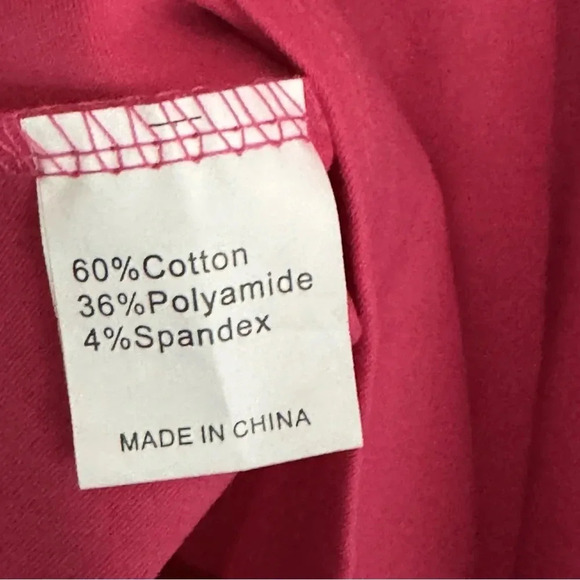 60%Cotton
36%Polyamide
4%Spandex
MADE IN CHINA